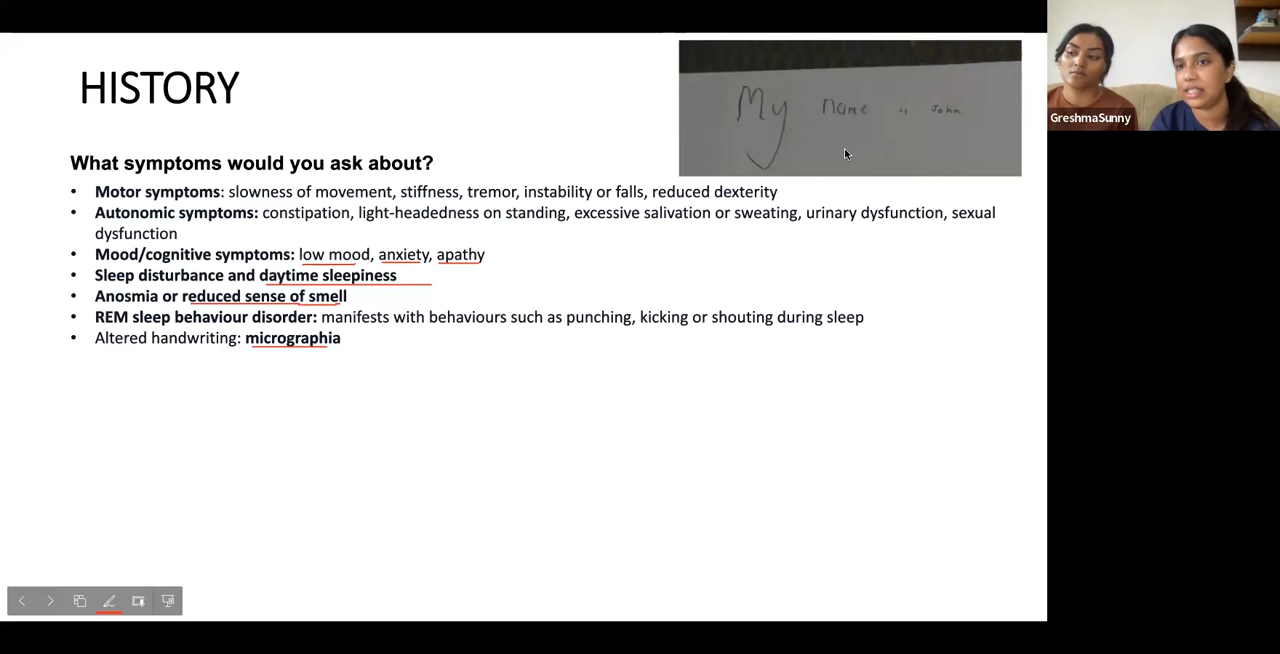 HISTORY
My name is John.
What symptoms would you ask about?
• Motor symptoms: slowness of movement, stiffness, tremor, instability or falls, reduced dexterity
• Autonomic symptoms: constipation, light-headedness on standing, excessive salivation or sweating, urinary dysfunction, sexual
dysfunction
• Mood/cognitive symptoms: low mood, anxiety, apathy
• Sleep disturbance and daytime sleepiness
• Anosmia or reduced sense of smell
• REM sleep behaviour disorder: manifests with behaviours such as punching, kicking or shouting during sleep
• Altered handwriting: micrographia
GreshmaSunny